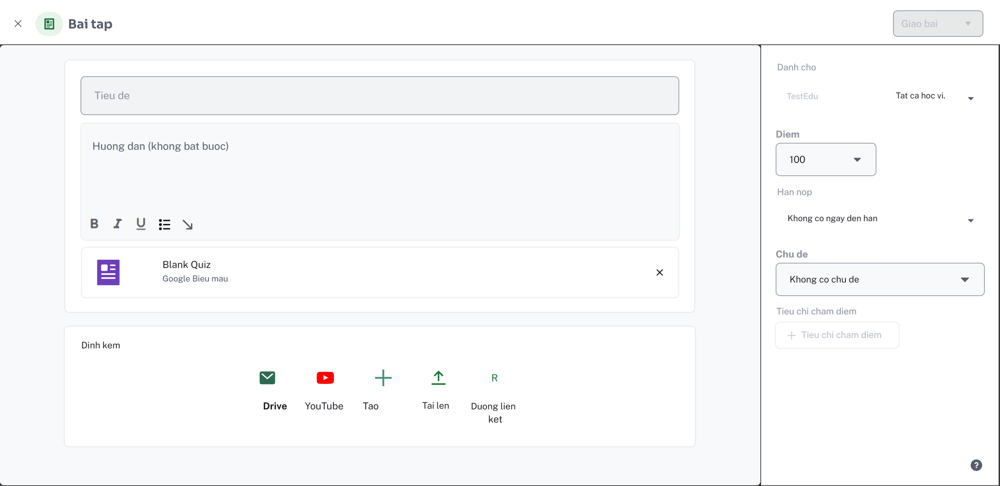 Bai tap
Giao bai
Tieu de
Huong dan (khong bat buoc)
B I U
Blank Quiz
Google Bieu mau
Dinh kem
R
Drive YouTube Tao Tai len Duong lien
ket
Danh cho
TestEdu Tat ca hoc vi.
Diem
100
Han nop
Khong co ngay den han
Chu de
Khong co chu de
Tieu chi cham diem
Tieu chi cham diem
?